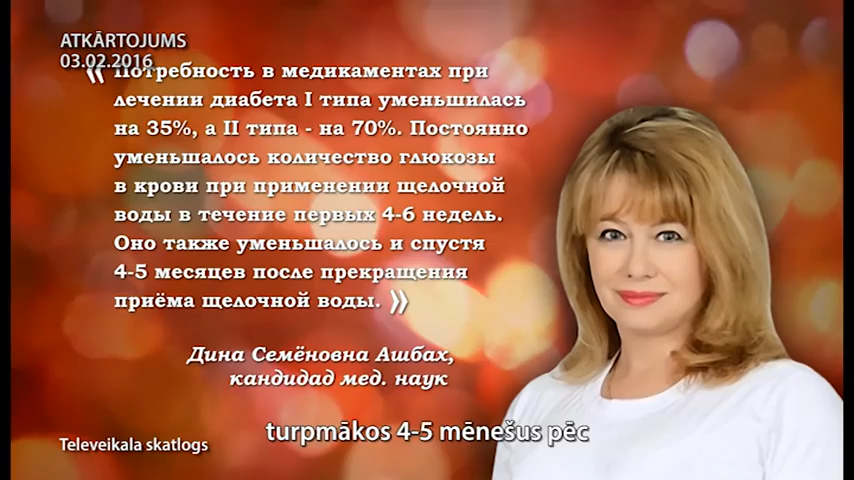 ATKĀRTOJUMS
03.02.2016
« Потребность в медикаментах при
лечении диабета I типа уменьшилась
на 35%, а II типа - на 70%. Постоянно
уменьшалось количество глюкозы
в крови при применении щелочной
воды в течение первых 4-6 недель.
Оно также уменьшалось и спустя
4-5 месяцев после прекращения
приёма щелочной воды. »
Дина Семёновна Ашбах,
кандидад мед. наук
turpmākos 4-5 mēnešus pēc
Televeikala skatlogs